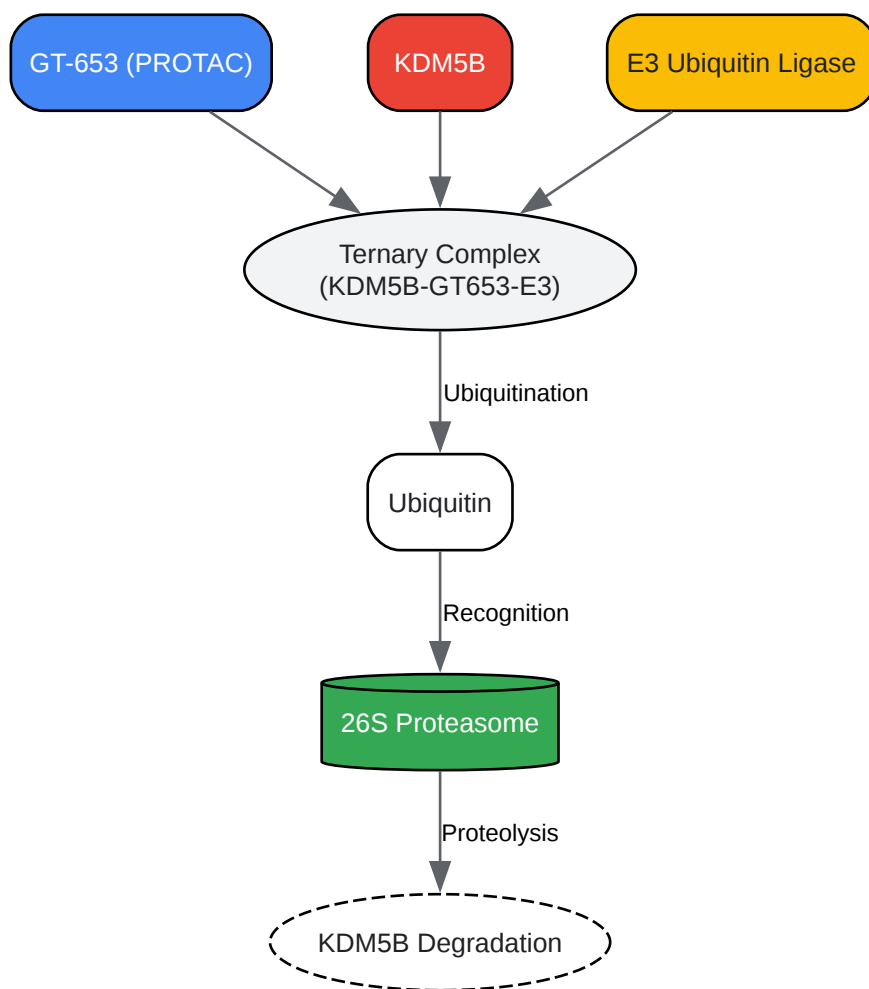 GT-653 (PROTAC)
KDM5B
E3 Ubiquitin Ligase
Ternary Complex
(KDM5B-GT653-E3)
Ubiquitination
Ubiquitin
Recognition
26S Proteasome
Proteolysis
KDM5B Degradation